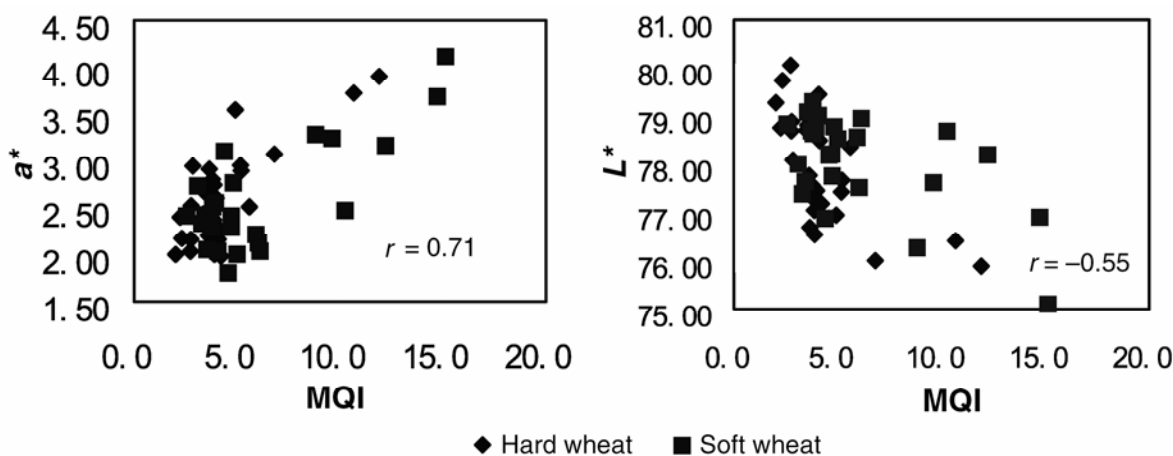 4.50
4.00
3.50
3.00
2.50
2.00
1.50
a*
r = 0.71
0.0 5.0 10.0 15.0 20.0
MQI
81.00
80.00
79.00
78.00
77.00
76.00
75.00
L*
r = –0.55
0.0 5.0 10.0 15.0 20.0
MQI
Hard wheat Soft wheat